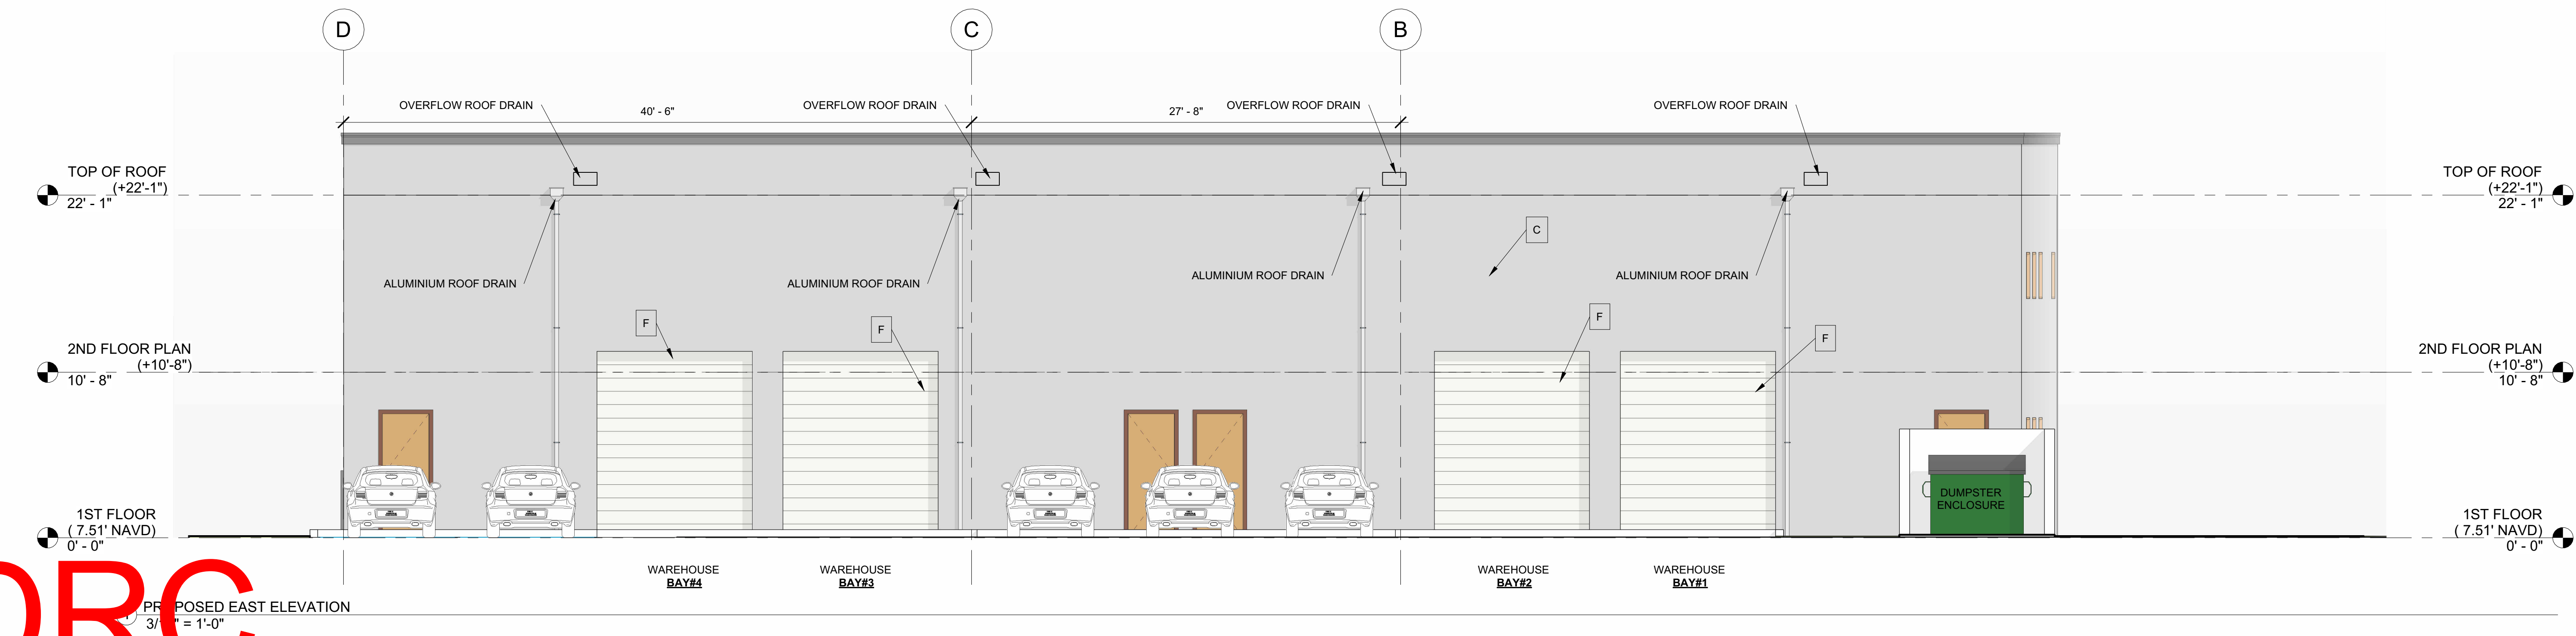 D
C
B
OVERFLOW ROOF DRAIN
40' - 6"
OVERFLOW ROOF DRAIN
27' - 8"
OVERFLOW ROOF DRAIN
OVERFLOW ROOF DRAIN
TOP OF ROOF
(+22'-1")
22' - 1"
TOP OF ROOF
(+22'-1")
22' - 1"
C
ALUMINIUM ROOF DRAIN
ALUMINIUM ROOF DRAIN
ALUMINIUM ROOF DRAIN
ALUMINIUM ROOF DRAIN
F
F
F
F
2ND FLOOR PLAN
(+10'-8")
10' - 8"
2ND FLOOR PLAN
(+10'-8")
10' - 8"
DUMPSTER
ENCLOSURE
1ST FLOOR
( 7.51' NAVD)
0' - 0"
1ST FLOOR
( 7.51' NAVD)
0' - 0"
WAREHOUSE
BAY#4
WAREHOUSE
BAY#3
WAREHOUSE
BAY#2
WAREHOUSE
BAY#1
DRC
PROPOSED EAST ELEVATION
= 1'-0"